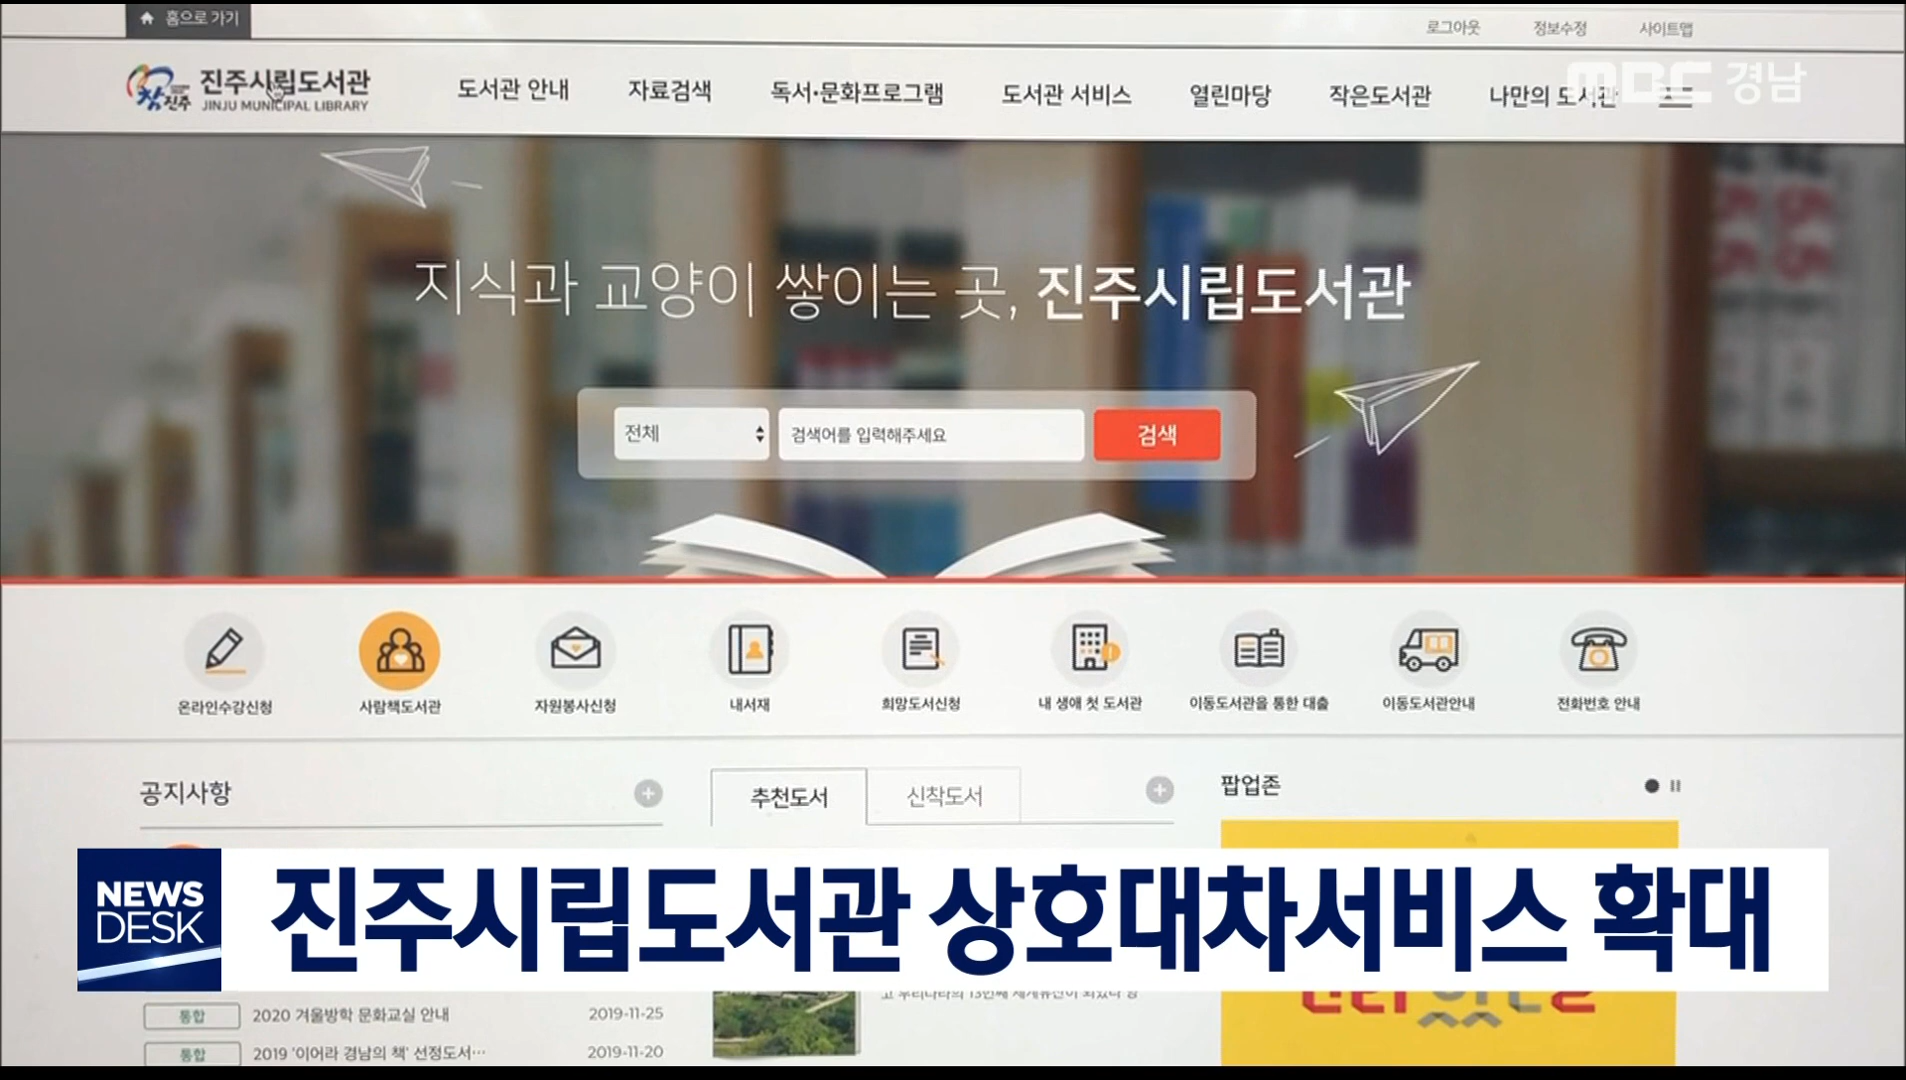 홈으로 가기
로그아웃 정보수정 사이트맵
진주시립도서관
JINJU MUNICIPAL LIBRARY
참진주
도서관 안내 자료검색 독서·문화프로그램 도서관 서비스 열린마당 작은도서관 나만의 도서관
MBC 경남
지식과 교양이 쌓이는 곳, 진주시립도서관
전체 검색어를 입력해주세요 검색
온라인수강신청 사람책도서관 자원봉사신청 내서재 희망도서신청 내 생애 첫 도서관 이동도서관을 통한 대출 이동도서관안내 전화번호 안내
공지사항 추천도서 신착도서 팝업존
NEWS
DESK
진주시립도서관 상호대차서비스 확대
통합 2020 겨울방학 문화교실 안내 2019-11-25
통합 2019 '이어라 경남의 책' 선정도서… 2019-11-20